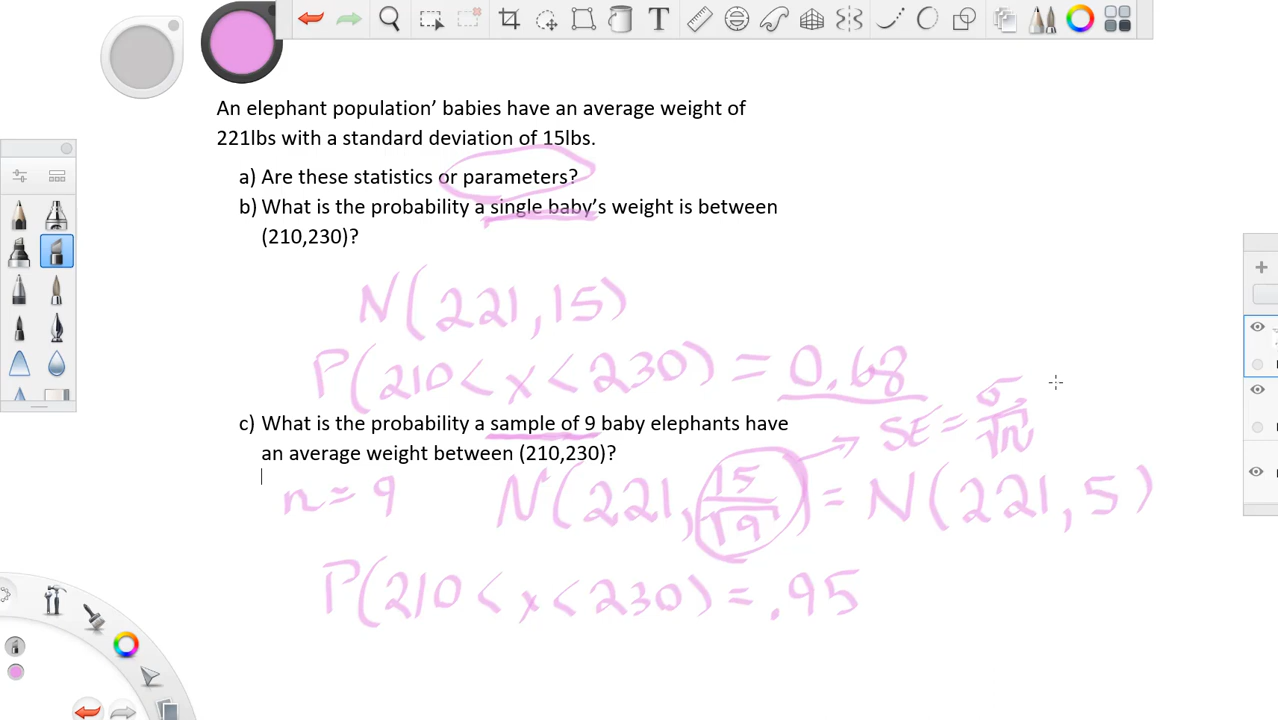 An elephant population’ babies have an average weight of
221lbs with a standard deviation of 15lbs.
a) Are these statistics or parameters?
b) What is the probability a single baby’s weight is between
(210,230)?
N(221,15)
P(210<x<230) = 0.68
c) What is the probability a sample of 9 baby elephants have
an average weight between (210,230)?
SE = σ/√n
n = 9 N(221, 15/√9) = N(221,5)
P(210<x<230) = .95